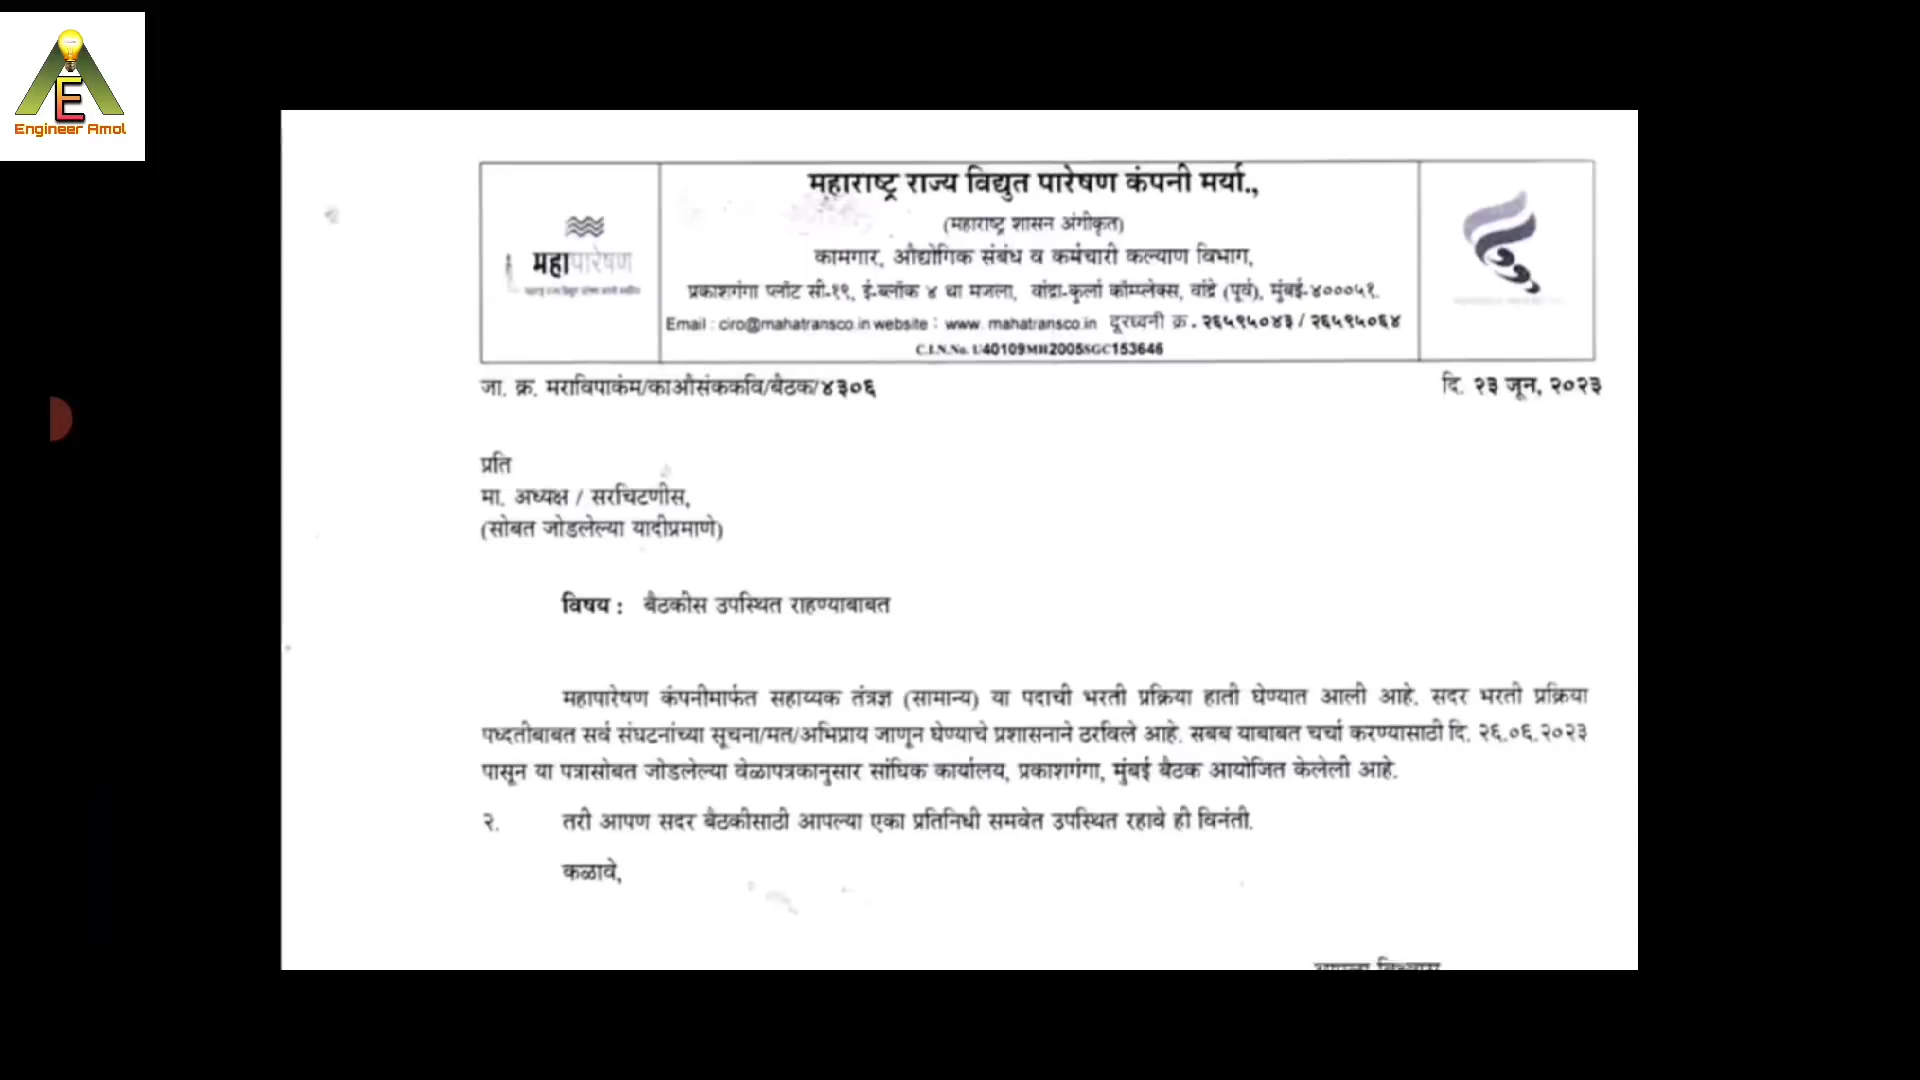 Engineer Amol
महाराष्ट्र राज्य विद्युत पारेषण कंपनी मर्या.,
(महाराष्ट्र शासन अंगीकृत)
महापारेषण
कामगार, औद्योगिक संबंध व कर्मचारी कल्याण विभाग,
प्रकाशगंगा प्लॉट सी-१९, ई-ब्लॉक ४ था मजला, वांद्रा-कुर्ला कॉम्प्लेक्स, वांद्रे (पूर्व), मुंबई-४०००५१.
Email : ciro@mahatransco.in website : www. mahatransco.in दूरध्वनी क्र. २६५९५०४३ / २६५९५०६४
C.I.N.No. U40109MH2005SGC153646
जा. क्र. मराविपाकंम/काऔसंककवि/बैठक/४३०६ दि. २३ जून, २०२३
प्रति
मा. अध्यक्ष / सरचिटणीस,
(सोबत जोडलेल्या यादीप्रमाणे)
विषय : बैठकीस उपस्थित राहण्याबाबत
महापारेषण कंपनीमार्फत सहाय्यक तंत्रज्ञ (सामान्य) या पदाची भरती प्रक्रिया हाती घेण्यात आली आहे. सदर भरती प्रक्रिया
पध्दतीबाबत सर्व संघटनांच्या सूचना/मत/अभिप्राय जाणून घेण्याचे प्रशासनाने ठरविले आहे. सबब याबाबत चर्चा करण्यासाठी दि. २६.०६.२०२३
पासून या पत्रासोबत जोडलेल्या वेळापत्रकानुसार सांघिक कार्यालय, प्रकाशगंगा, मुंबई बैठक आयोजित केलेली आहे.
२. तरी आपण सदर बैठकीसाठी आपल्या एका प्रतिनिधी समवेत उपस्थित रहावे ही विनंती.
कळावे,